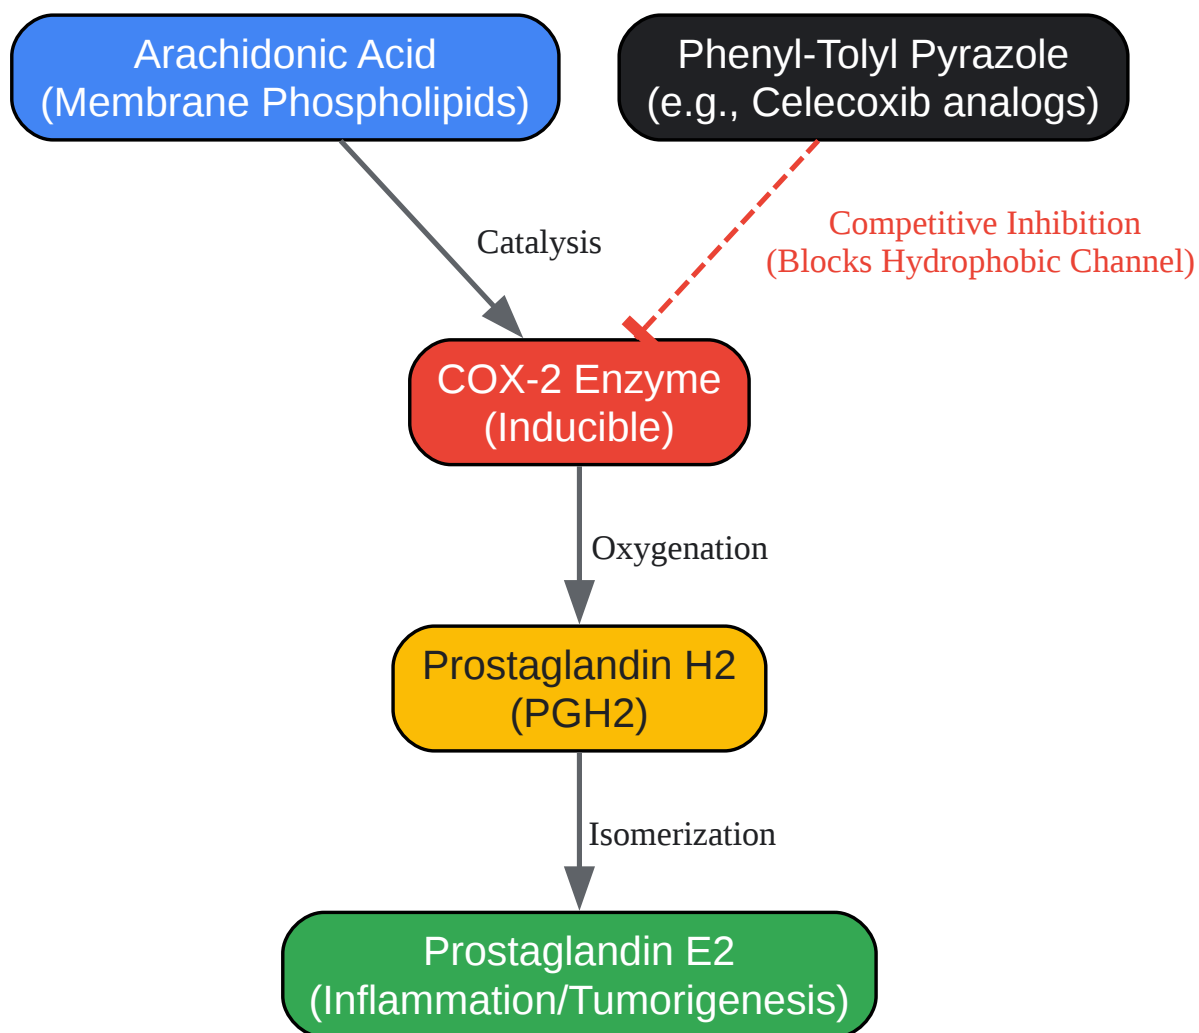 Arachidonic Acid
(Membrane Phospholipids)
Phenyl-Tolyl Pyrazole
(e.g., Celecoxib analogs)
Catalysis
Competitive Inhibition
(Blocks Hydrophobic Channel)
COX-2 Enzyme
(Inducible)
Oxygenation
Prostaglandin H2
(PGH2)
Isomerization
Prostaglandin E2
(Inflammation/Tumorigenesis)